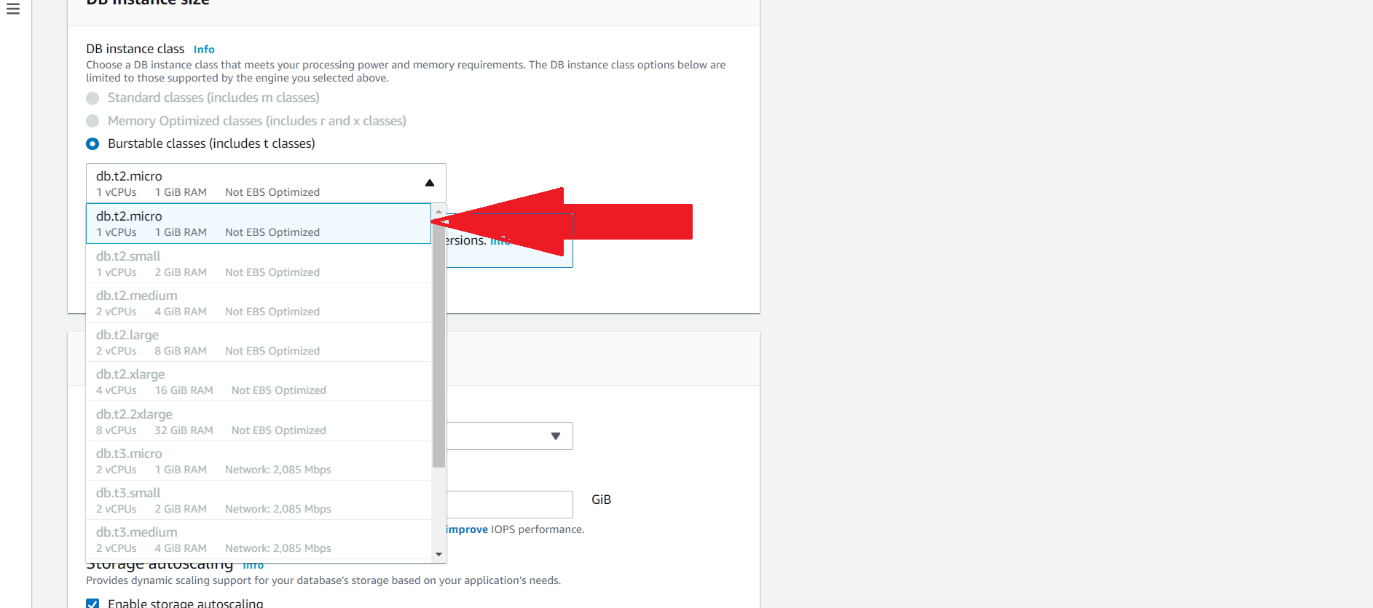 DB instance size
DB instance class Info
Choose a DB instance class that meets your processing power and memory requirements. The DB instance class options below are
limited to those supported by the engine you selected above.
Standard classes (includes m classes)
Memory Optimized classes (includes r and x classes)
Burstable classes (includes t classes)
db.t2.micro
1 vCPUs 1 GiB RAM Not EBS Optimized
db.t2.micro
1 vCPUs 1 GiB RAM Not EBS Optimized
ersions. Info
db.t2.small
1 vCPUs 2 GiB RAM Not EBS Optimized
db.t2.medium
2 vCPUs 4 GiB RAM Not EBS Optimized
db.t2.large
2 vCPUs 8 GiB RAM Not EBS Optimized
db.t2.xlarge
4 vCPUs 16 GiB RAM Not EBS Optimized
db.t2.2xlarge
8 vCPUs 32 GiB RAM Not EBS Optimized
db.t3.micro
2 vCPUs 1 GiB RAM Network: 2,085 Mbps
db.t3.small
2 vCPUs 2 GiB RAM Network: 2,085 Mbps
GiB
db.t3.medium
2 vCPUs 4 GiB RAM Network: 2,085 Mbps
improve IOPS performance.
Storage autoscaling Info
Provides dynamic scaling support for your database's storage based on your application's needs.
Enable storage autoscaling